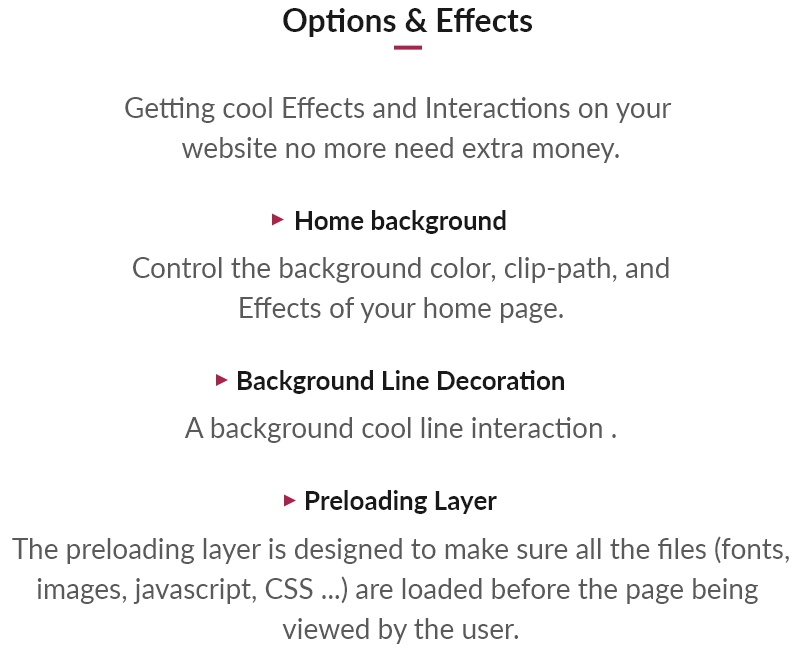 Options & Effects
Getting cool Effects and Interactions on your
website no more need extra money.
Home background
Control the background color, clip-path, and
Effects of your home page.
Background Line Decoration
A background cool line interaction .
Preloading Layer
The preloading layer is designed to make sure all the files (fonts,
images, javascript, CSS ...) are loaded before the page being
viewed by the user.